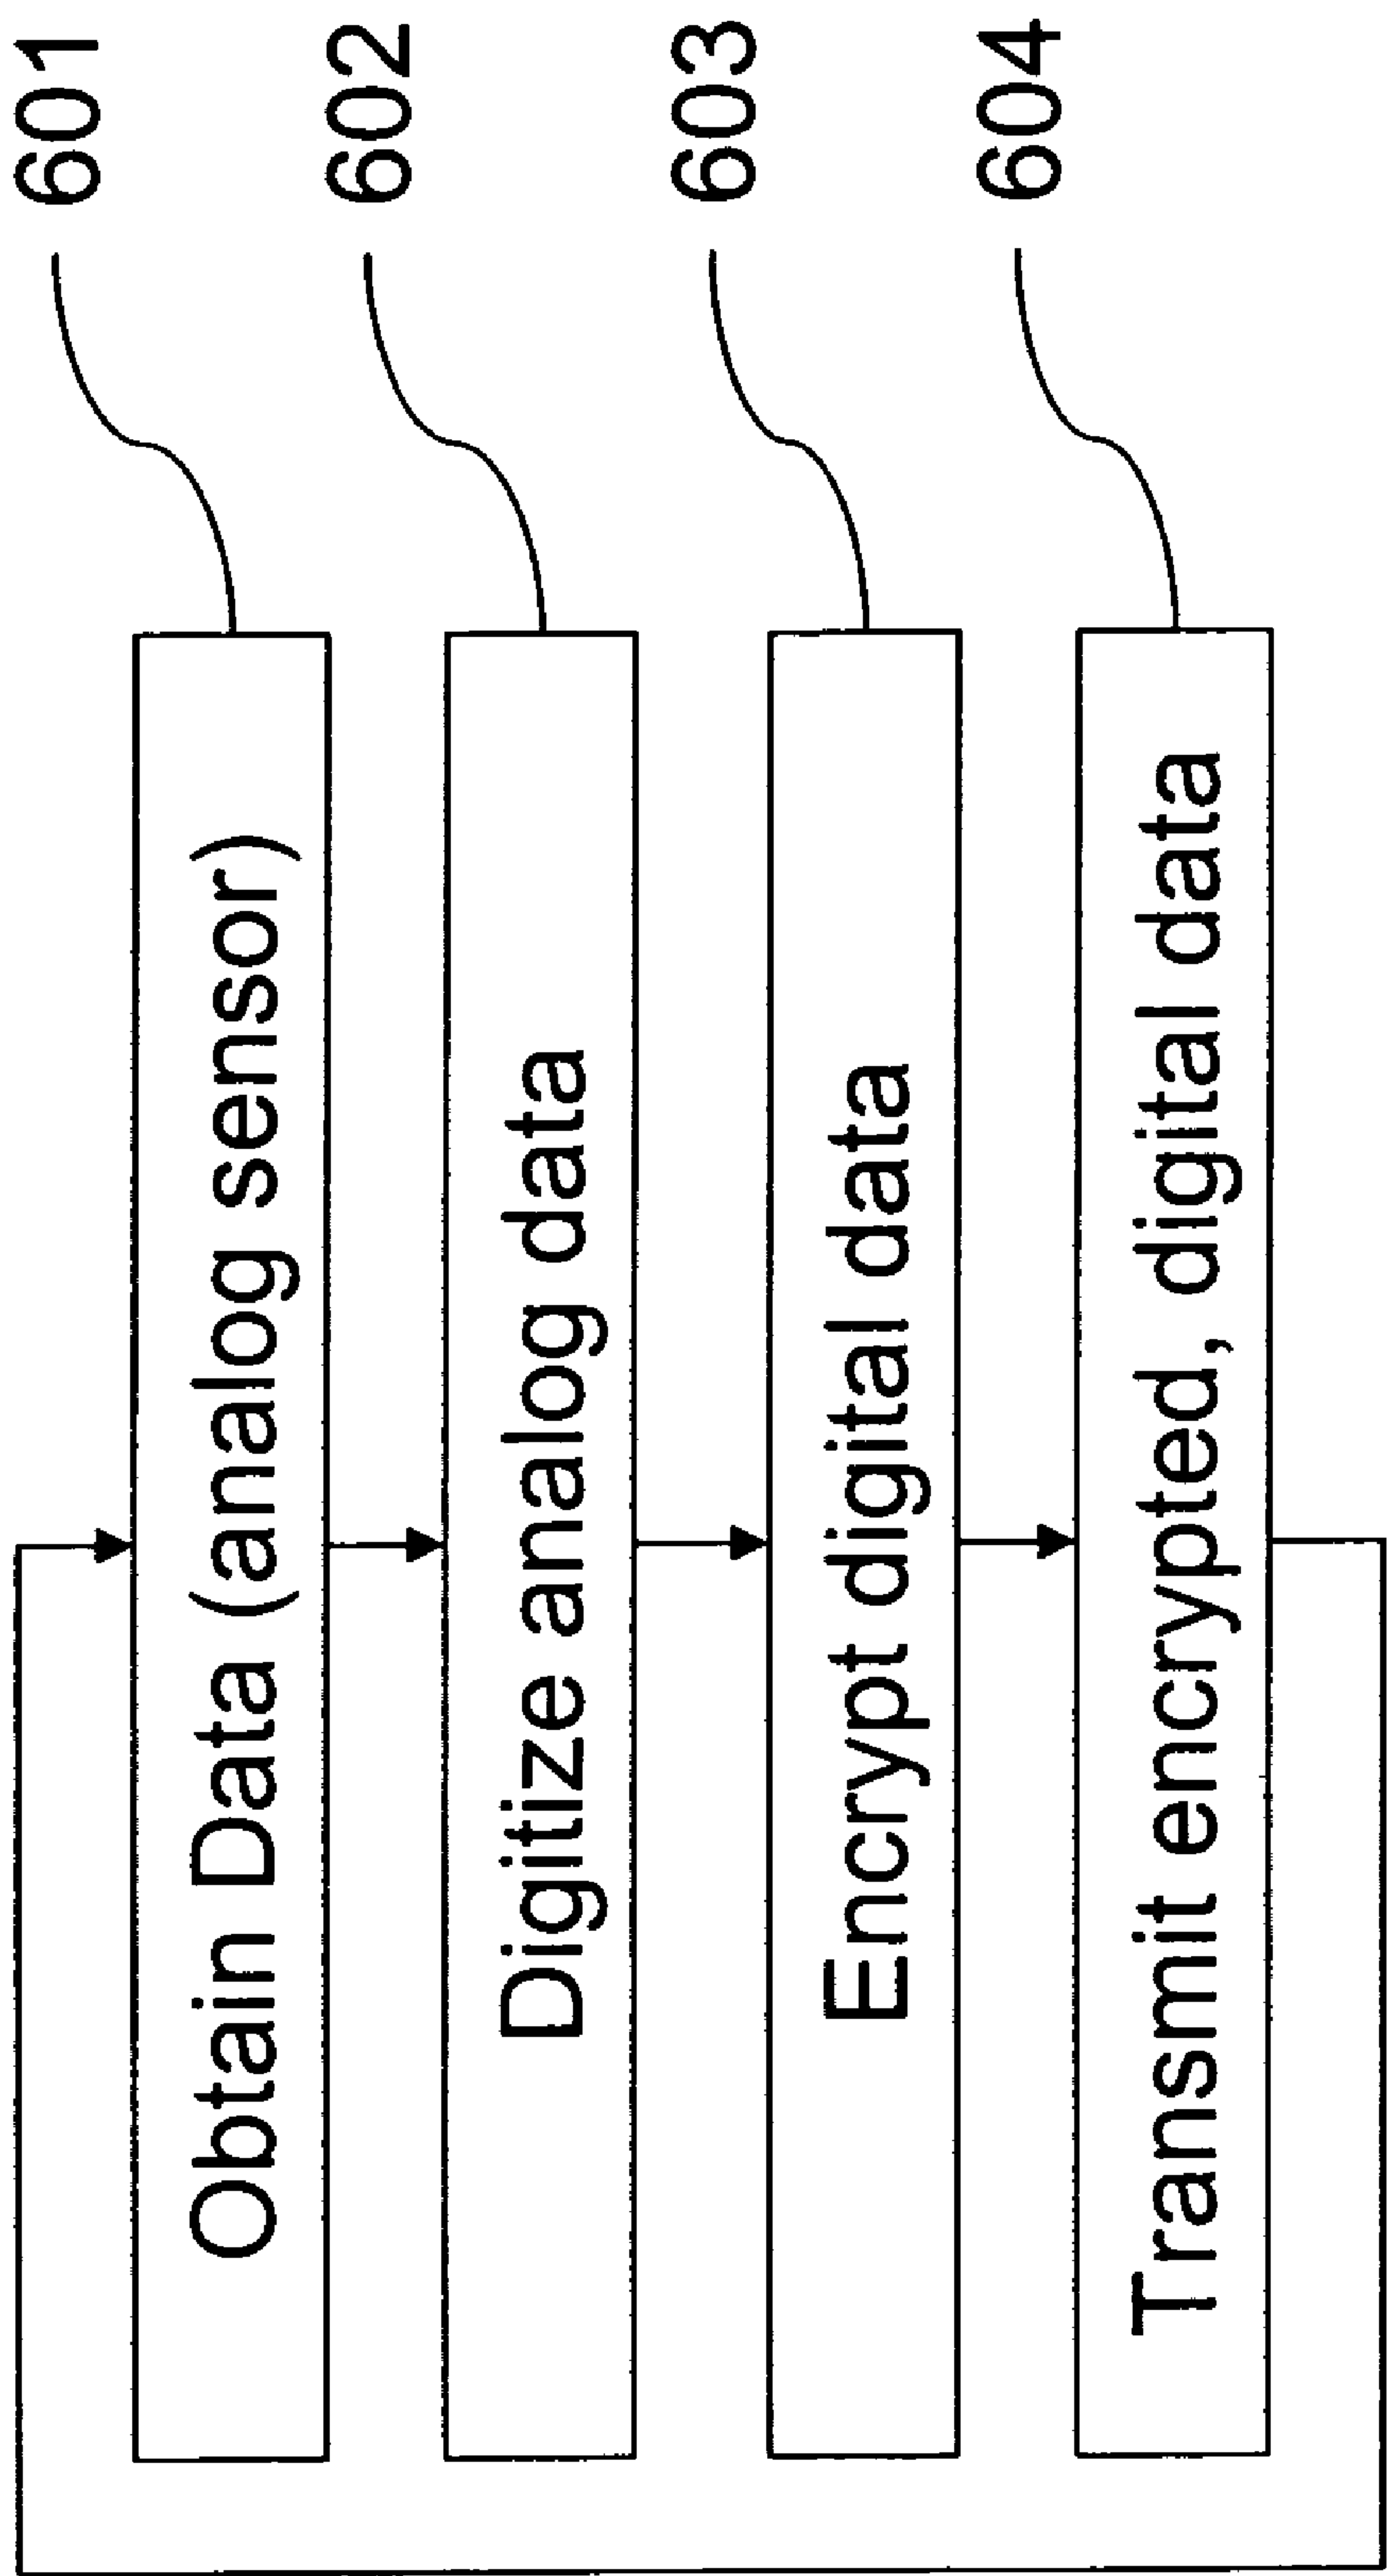 Obtain Data (analog sensor)
601
Digitize analog data
602
Encrypt digital data
603
Transmit encrypted, digital data
604